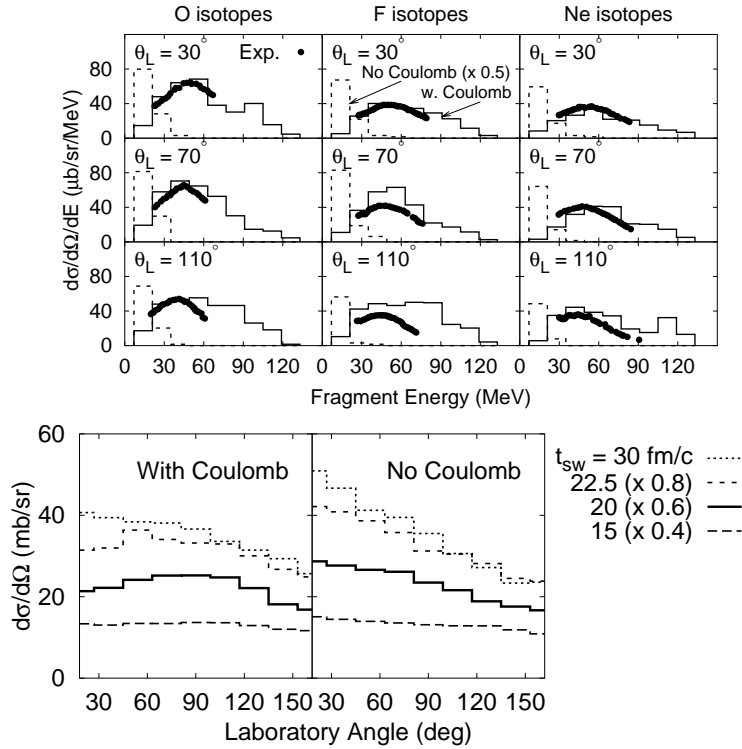 O isotopes F isotopes Ne isotopes
θL = 30° Exp. θL = 30° θL = 30°
No Coulomb (x 0.5)
w. Coulomb
80
40
0
θL = 70° θL = 70° θL = 70°
80
40
0
θL = 110° θL = 110° θL = 110°
80
40
0
dσ/dΩ/dE (μb/sr/MeV)
0 30 60 90 120 0 30 60 90 120 0 30 60 90 120
Fragment Energy (MeV)
60
40
20
0
dσ/dΩ (mb/sr)
With Coulomb No Coulomb
tsw = 30 fm/c
22.5 (x 0.8)
20 (x 0.6)
15 (x 0.4)
30 60 90 120 150 30 60 90 120 150
Laboratory Angle (deg)